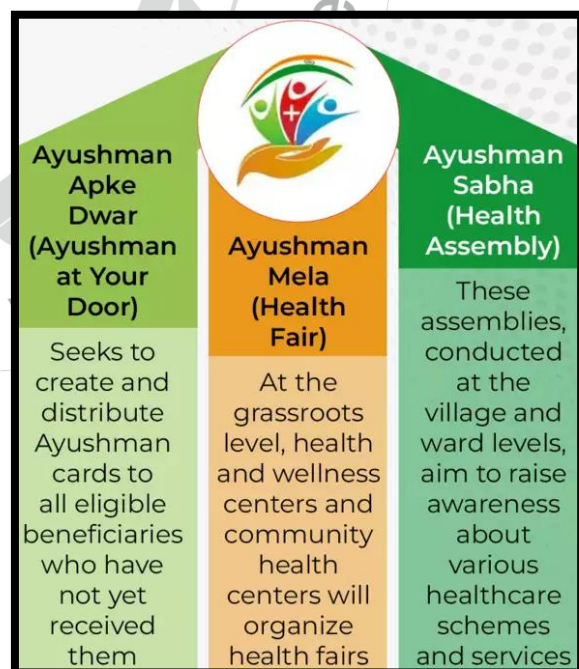 Ayushman
Apke
Dwar
(Ayushman
at Your
Door)
Seeks to
create and
distribute
Ayushman
cards to
all eligible
beneficiaries
who have
not yet
received
them
Ayushman
Mela
(Health
Fair)
At the
grassroots
level, health
and wellness
centers and
community
health
centers will
organize
health fairs
Ayushman
Sabha
(Health
Assembly)
These
assemblies,
conducted
at the
village and
ward levels,
aim to raise
awareness
about
various
healthcare
schemes
and services